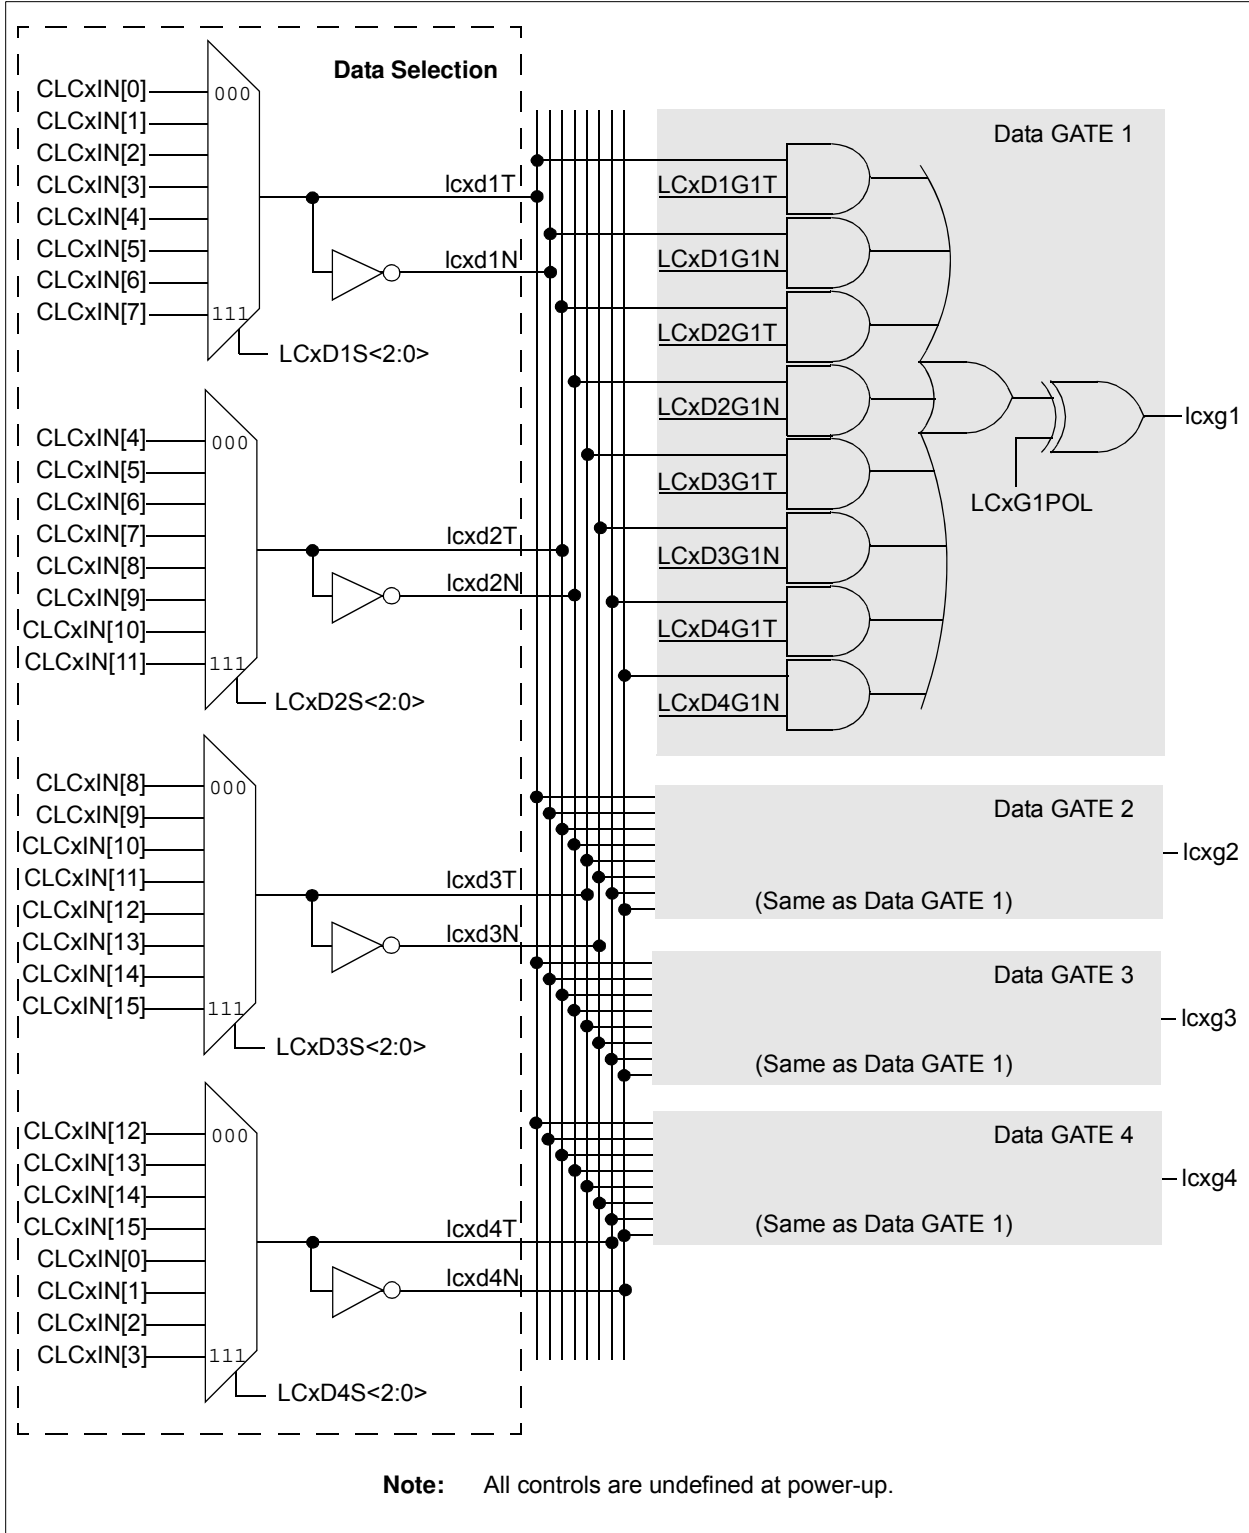 Data Selection
CLCxIN[0]
CLCxIN[1]
CLCxIN[2]
CLCxIN[3]
CLCxIN[4]
CLCxIN[5]
CLCxIN[6]
CLCxIN[7]
000
111
LCxD1S<2:0>
lcxd1T
lcxd1N
CLCxIN[4]
CLCxIN[5]
CLCxIN[6]
CLCxIN[7]
CLCxIN[8]
CLCxIN[9]
CLCxIN[10]
CLCxIN[11]
000
111
LCxD2S<2:0>
lcxd2T
lcxd2N
CLCxIN[8]
CLCxIN[9]
CLCxIN[10]
CLCxIN[11]
CLCxIN[12]
CLCxIN[13]
CLCxIN[14]
CLCxIN[15]
000
111
LCxD3S<2:0>
lcxd3T
lcxd3N
CLCxIN[12]
CLCxIN[13]
CLCxIN[14]
CLCxIN[15]
CLCxIN[0]
CLCxIN[1]
CLCxIN[2]
CLCxIN[3]
000
111
LCxD4S<2:0>
lcxd4T
lcxd4N
Data GATE 1
LCxD1G1T
LCxD1G1N
LCxD2G1T
LCxD2G1N
LCxD3G1T
LCxD3G1N
LCxD4G1T
LCxD4G1N
LCxG1POL
lcxg1
Data GATE 2
(Same as Data GATE 1)
lcxg2
Data GATE 3
(Same as Data GATE 1)
lcxg3
Data GATE 4
(Same as Data GATE 1)
lcxg4
Note: All controls are undefined at power-up.